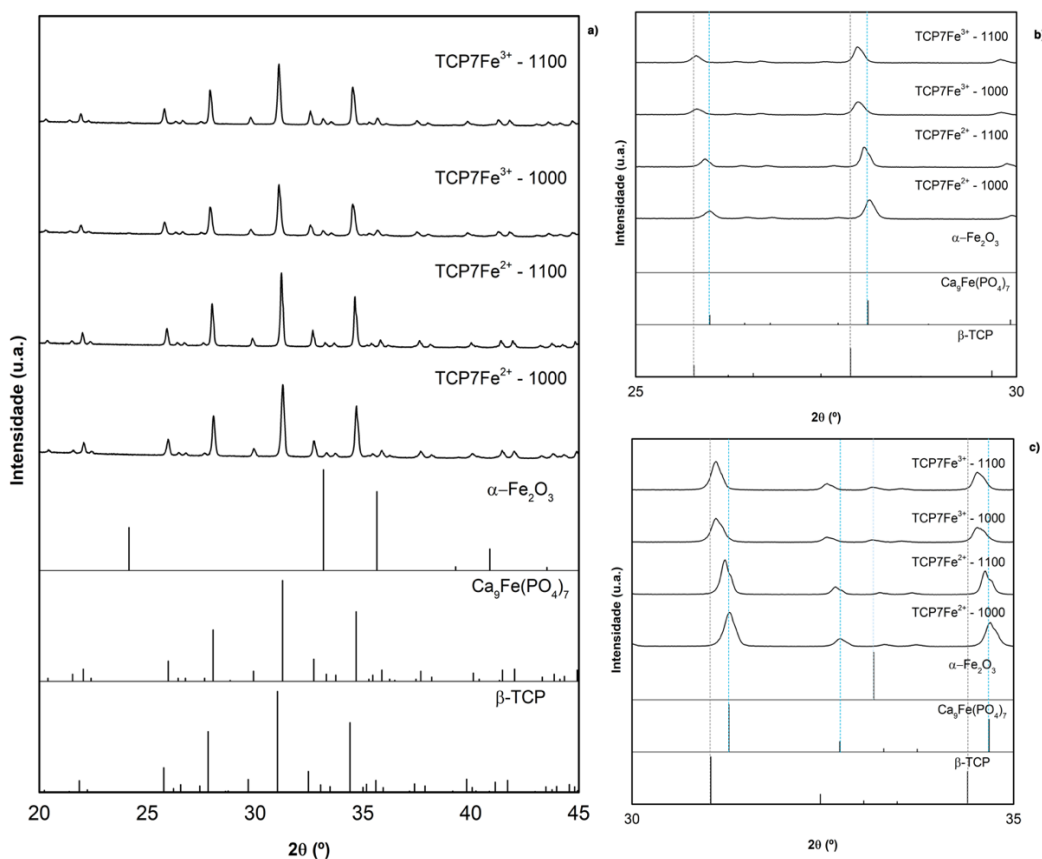 a)
TCP7Fe³⁺ - 1100
TCP7Fe³⁺ - 1000
TCP7Fe²⁺ - 1100
TCP7Fe²⁺ - 1000
α–Fe₂O₃
Ca₉Fe(PO₄)₇
β-TCP
Intensidade (u.a.)
20 25 30 35 40 45
2θ (º)
b)
TCP7Fe³⁺ - 1100
TCP7Fe³⁺ - 1000
TCP7Fe²⁺ - 1100
TCP7Fe²⁺ - 1000
α–Fe₂O₃
Ca₉Fe(PO₄)₇
β-TCP
Intensidade (u.a.)
25 30
2θ (º)
c)
TCP7Fe³⁺ - 1100
TCP7Fe³⁺ - 1000
TCP7Fe²⁺ - 1100
TCP7Fe²⁺ - 1000
α–Fe₂O₃
Ca₉Fe(PO₄)₇
β-TCP
Intensidade (u.a.)
30 35
2θ (º)